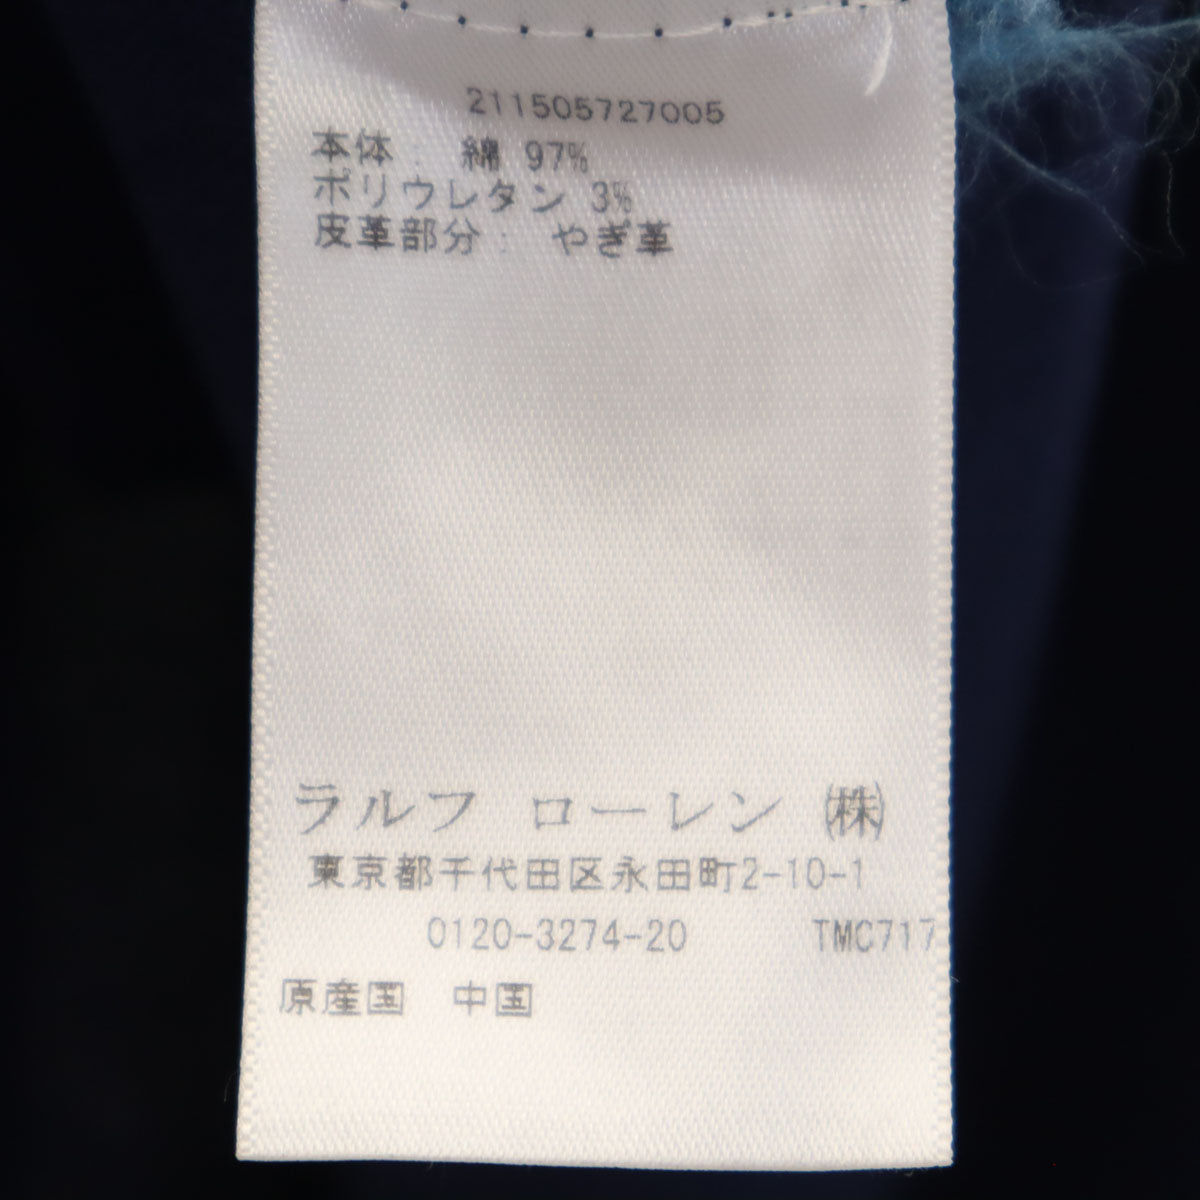 211505727005
本体： 綿 97%
ポリウレタン 3%
皮革部分： やぎ革
ラルフ ローレン ㈱
東京都千代田区永田町2-10-1
0120-3274-20 TMC717
原産国 中国